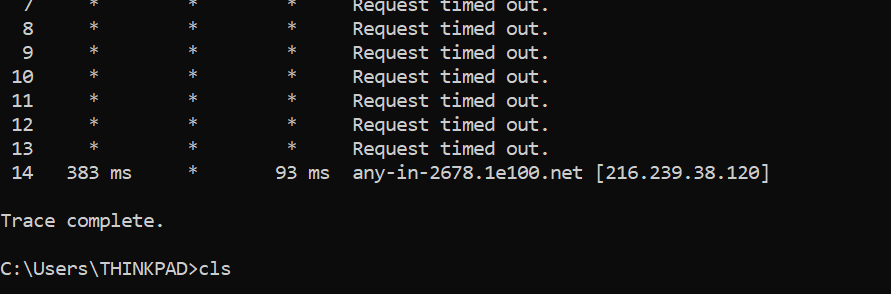 7 * * * Request timed out.
8 * * * Request timed out.
9 * * * Request timed out.
10 * * * Request timed out.
11 * * * Request timed out.
12 * * * Request timed out.
13 * * * Request timed out.
14 383 ms * 93 ms any-in-2678.1e100.net [216.239.38.120]
Trace complete.
C:\Users\THINKPAD>cls